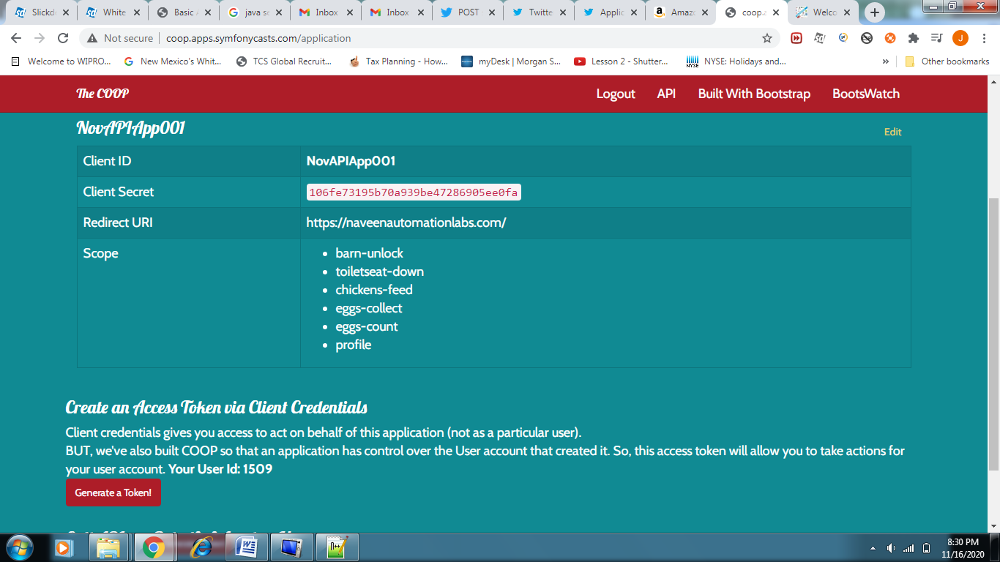 Slickd
White
Basic A
java se
Inbox
Inbox
POST
Twitte
Applic
Amaz
coop.a
Welco
Not secure
coop.apps.symfonycasts.com/application
Welcome to WIPRO...
New Mexico's Whit...
TCS Global Recruit...
Tax Planning - How...
myDesk | Morgan S...
Lesson 2 - Shutter...
NYSE: Holidays and...
»
Other bookmarks
The COOP
Logout
API
Built With Bootstrap
BootsWatch
NovAPIApp001
Edit
Client ID
NovAPIApp001
Client Secret
106fe73195b70a939be47286905ee0fa
Redirect URI
https://naveenautomationlabs.com/
Scope
barn-unlock
toiletseat-down
chickens-feed
eggs-collect
eggs-count
profile
Create an Access Token via Client Credentials
Client credentials gives you access to act on behalf of this application (not as a particular user).
BUT, we've also built COOP so that an application has control over the User account that created it. So, this access token will allow you to take actions for
your user account. Your User Id: 1509
Generate a Token!
8:30 PM
11/16/2020